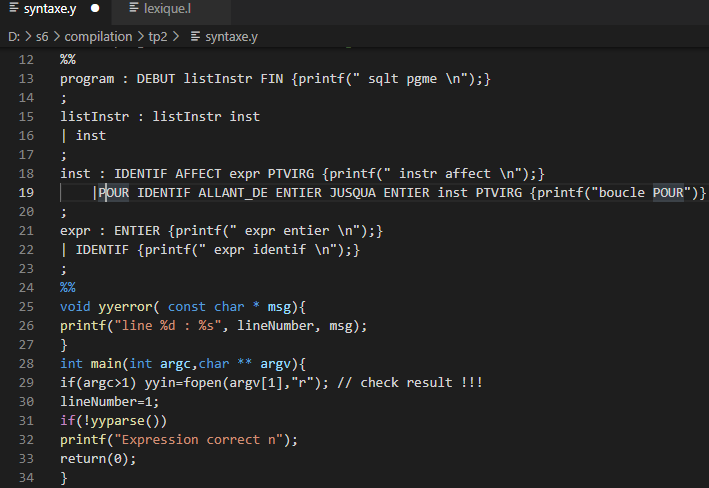 syntaxe.y ● lexique.l
D: > s6 > compilation > tp2 > syntaxe.y
12 %%
13 program : DEBUT listInstr FIN {printf(" sqlt pgme \n");}
14 ;
15 listInstr : listInstr inst
16 | inst
17 ;
18 inst : IDENTIF AFFECT expr PTVIRG {printf(" instr affect \n");}
19 |POUR IDENTIF ALLANT_DE ENTIER JUSQUA ENTIER inst PTVIRG {printf("boucle POUR")}
20 ;
21 expr : ENTIER {printf(" expr entier \n");}
22 | IDENTIF {printf(" expr identif \n");}
23 ;
24 %%
25 void yyerror( const char * msg){
26 printf("line %d : %s", lineNumber, msg);
27 }
28 int main(int argc,char ** argv){
29 if(argc>1) yyin=fopen(argv[1],"r"); // check result !!!
30 lineNumber=1;
31 if(!yyparse())
32 printf("Expression correct n");
33 return(0);
34 }